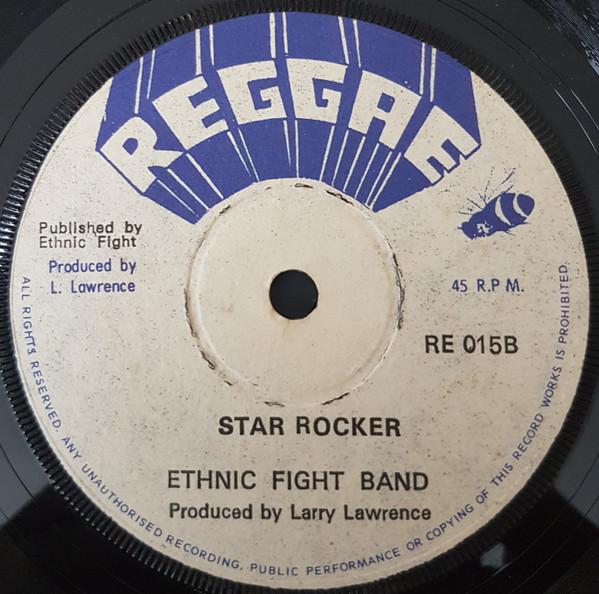 REGGAE
Published by
Ethnic Fight
Produced by
L. Lawrence
45 R.P.M.
RE 015B
STAR ROCKER
ETHNIC FIGHT BAND
Produced by Larry Lawrence
ALL RIGHTS RESERVED. ANY UNAUTHORISED RECORDING, PUBLIC PERFORMANCE OR COPYING OF THIS RECORD WORKS IS PROHIBITED.